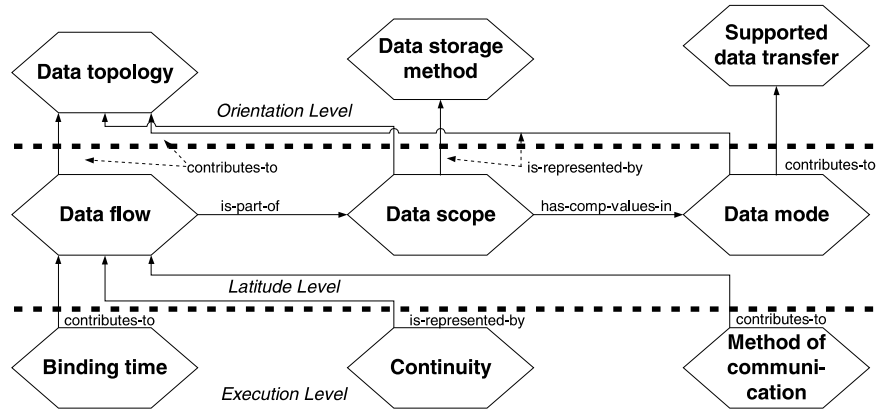 Data topology
Data storage
method
Supported
data transfer
Orientation Level
contributes-to
is-represented-by
contributes-to
Data flow
is-part-of
Data scope
has-comp-values-in
Data mode
Latitude Level
contributes-to
is-represented-by
contributes-to
Binding time
Continuity
Method of
communi-
cation
Execution Level